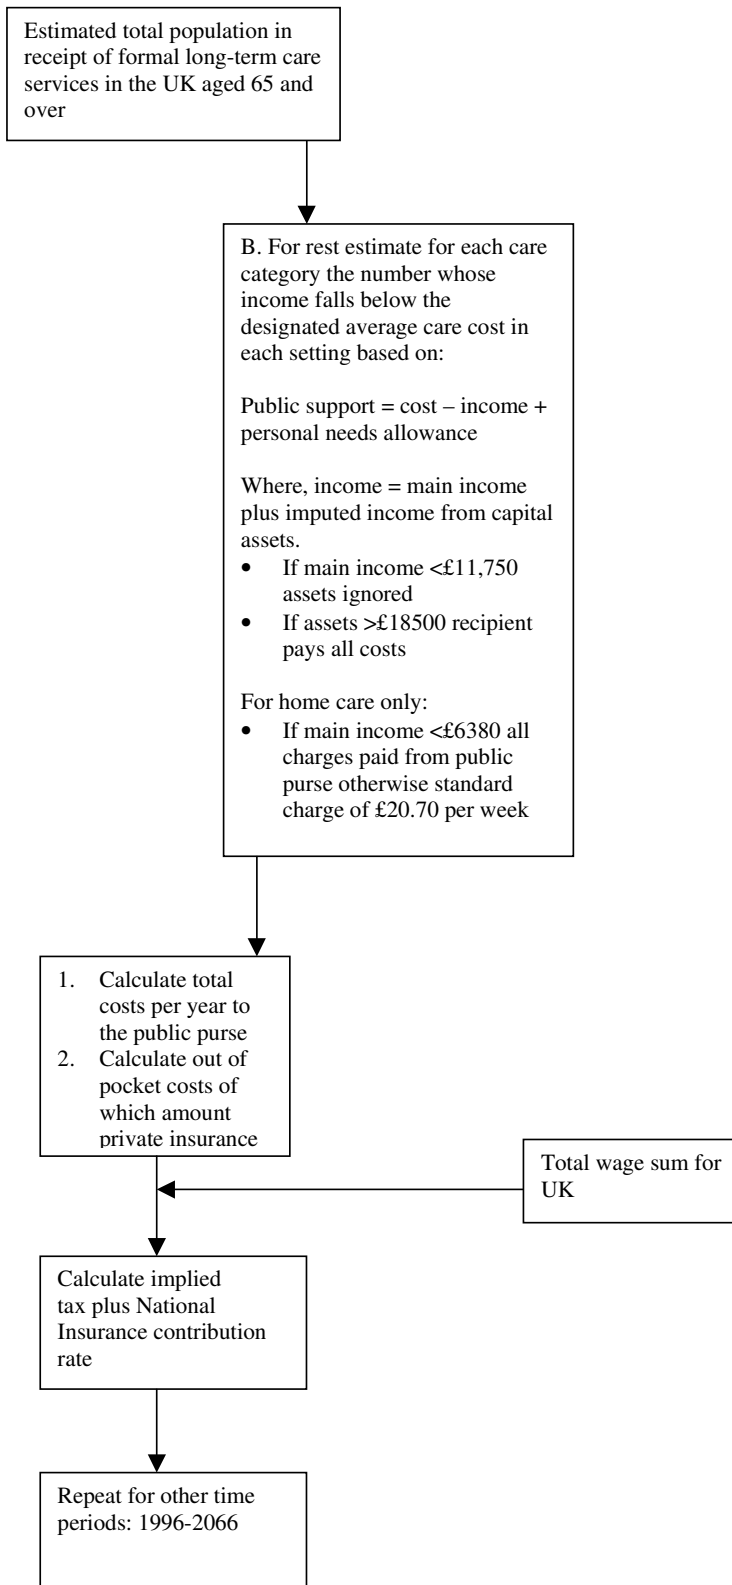 Estimated total population in
receipt of formal long-term care
services in the UK aged 65 and
over
B. For rest estimate for each care
category the number whose
income falls below the
designated average care cost in
each setting based on:
Public support = cost – income +
personal needs allowance
Where, income = main income
plus imputed income from capital
assets.
• If main income <£11,750
assets ignored
• If assets >£18500 recipient
pays all costs
For home care only:
• If main income <£6380 all
charges paid from public
purse otherwise standard
charge of £20.70 per week
1. Calculate total
costs per year to
the public purse
2. Calculate out of
pocket costs of
which amount
private insurance
Total wage sum for
UK
Calculate implied
tax plus National
Insurance contribution
rate
Repeat for other time
periods: 1996-2066